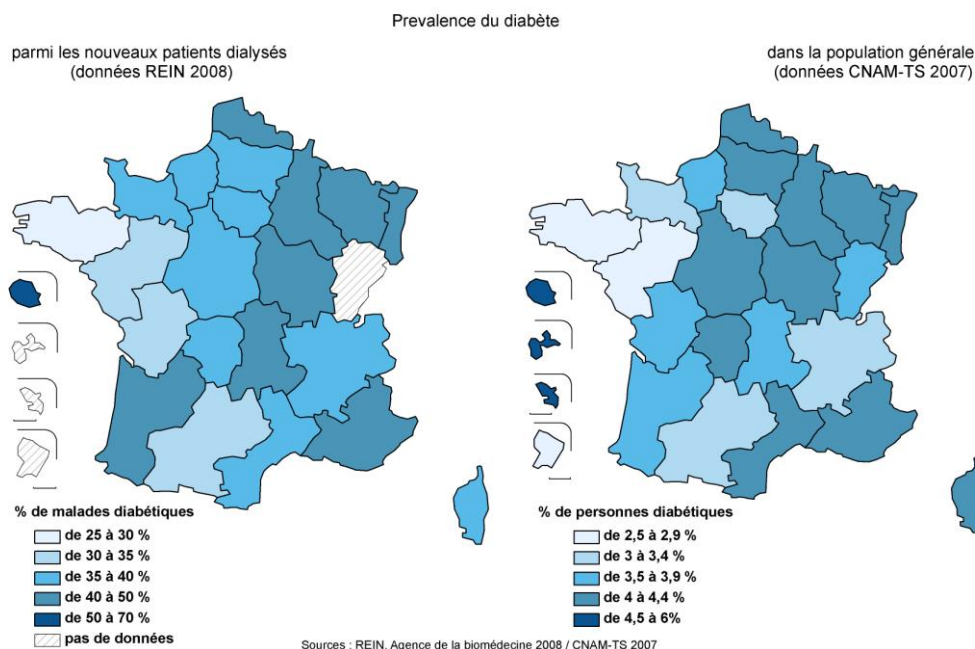 Prevalence du diabète
parmi les nouveaux patients dialysés
(données REIN 2008)
dans la population générale
(données CNAM-TS 2007)
% de malades diabétiques
de 25 à 30 %
de 30 à 35 %
de 35 à 40 %
de 40 à 50 %
de 50 à 70 %
pas de données
% de personnes diabétiques
de 2,5 à 2,9 %
de 3 à 3,4 %
de 3,5 à 3,9 %
de 4 à 4,4 %
de 4,5 à 6%
Sources : REIN, Agence de la biomédecine 2008 / CNAM-TS 2007